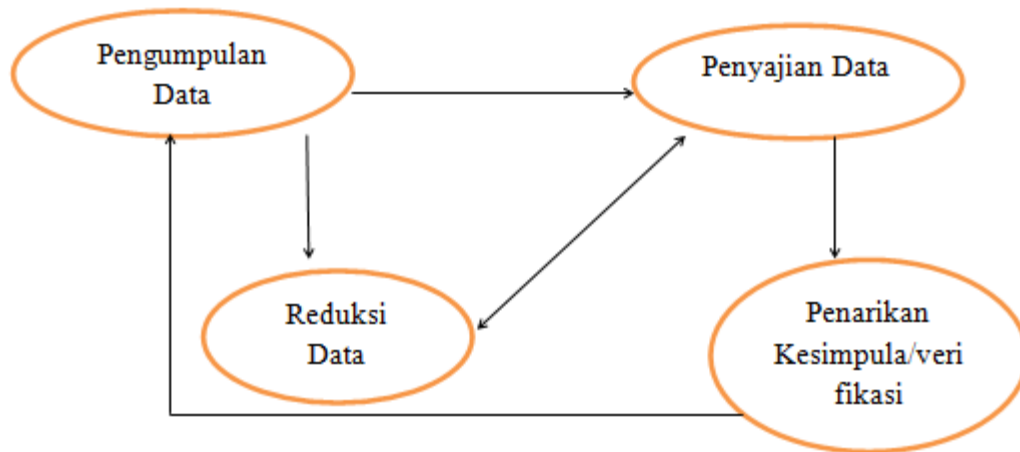 Pengumpulan
Data
Penyajian Data
Reduksi
Data
Penarikan
Kesimpula/veri
fikasi